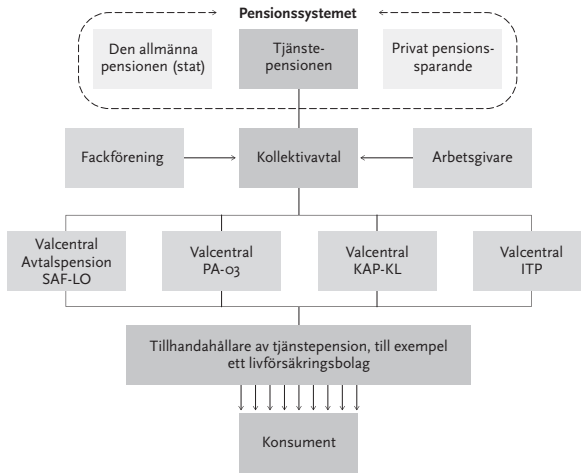 Pensionssystemet
Den allmänna
pensionen (stat)
Tjänste-
pensionen
Privat pensions-
sparande
Fackförening
Kollektivavtal
Arbetsgivare
Valcentral
Avtalspension
SAF-LO
Valcentral
PA-03
Valcentral
KAP-KL
Valcentral
ITP
Tillhandahållare av tjänstepension, till exempel
ett livförsäkringsbolag
Konsument